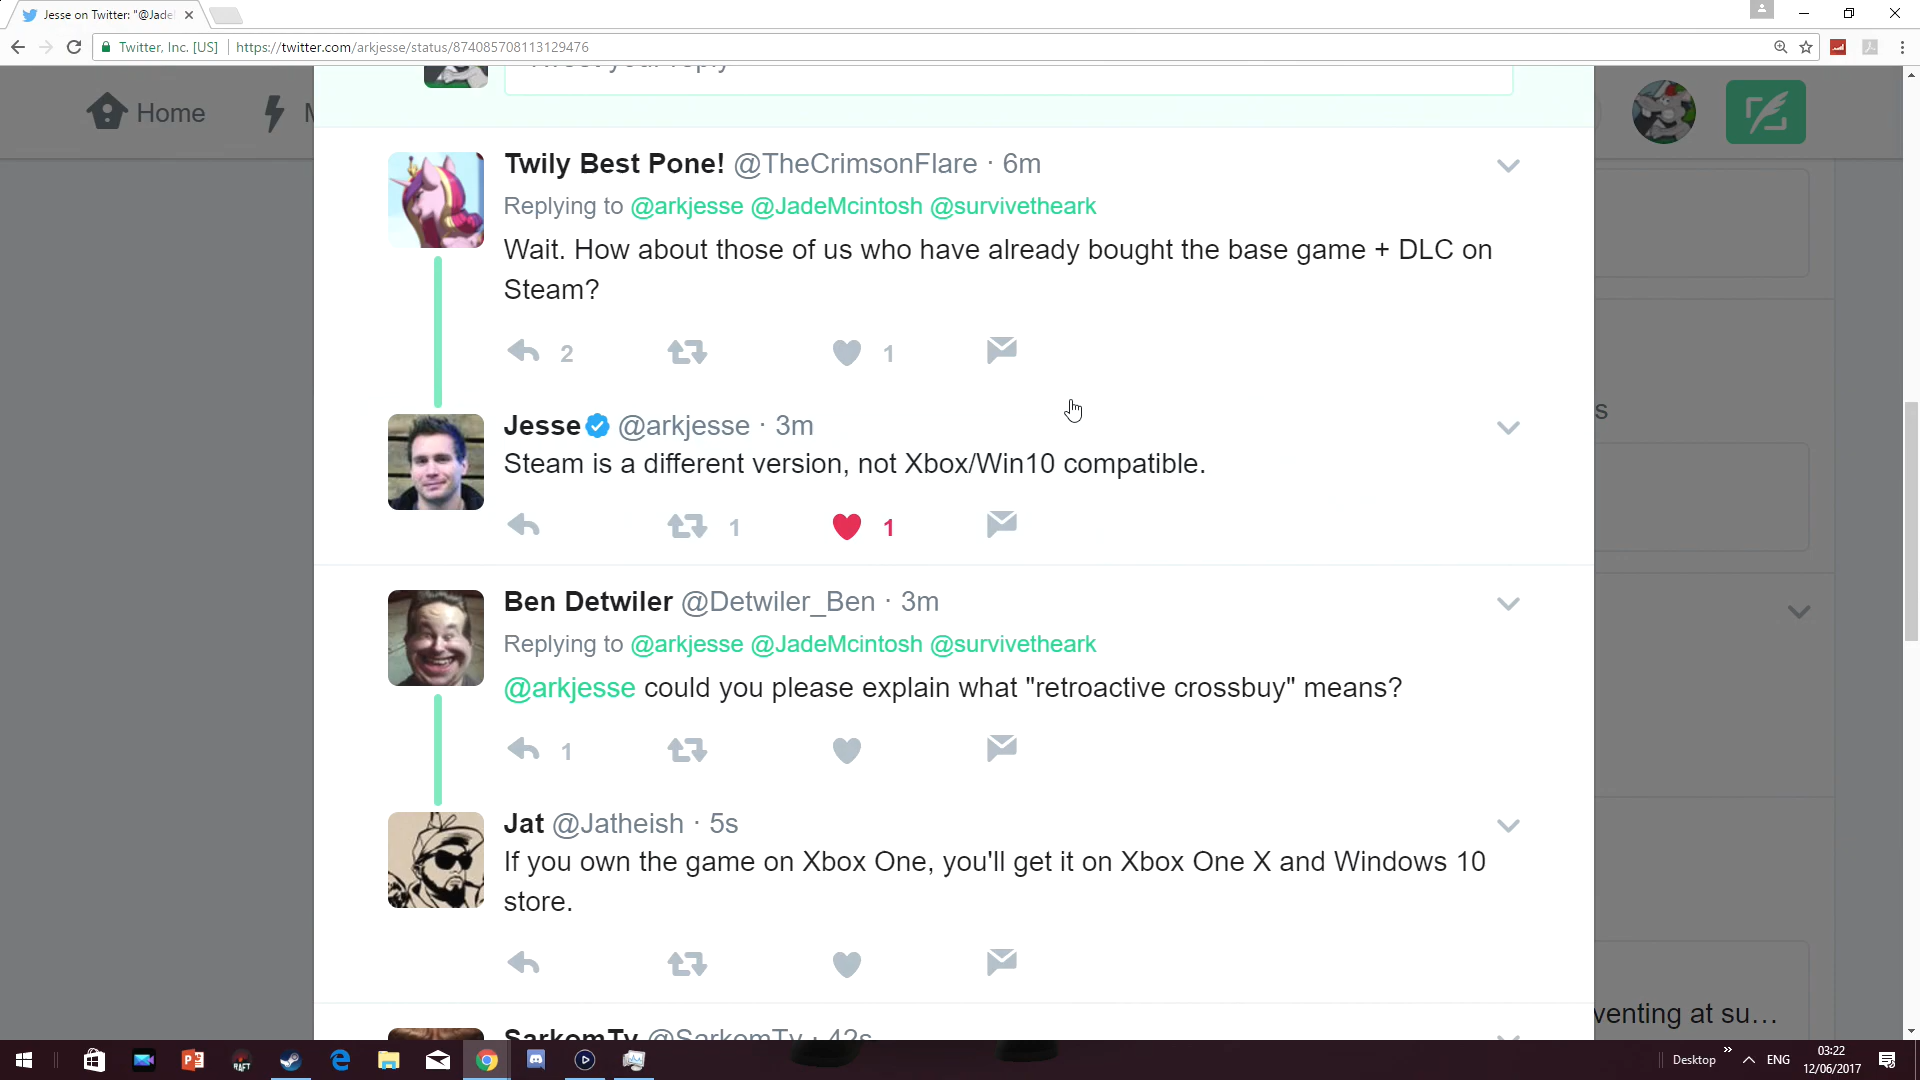 Jesse on Twitter: "@Jade
Twitter, Inc. [US] https://twitter.com/arkjesse/status/874085708113129476
Home
Twily Best Pone! @TheCrimsonFlare · 6m
Replying to @arkjesse @JadeMcintosh @survivetheark
Wait. How about those of us who have already bought the base game + DLC on
Steam?
2 1
Jesse @arkjesse · 3m
Steam is a different version, not Xbox/Win10 compatible.
1 1
Ben Detwiler @Detwiler_Ben · 3m
Replying to @arkjesse @JadeMcintosh @survivetheark
@arkjesse could you please explain what "retroactive crossbuy" means?
1
Jat @Jatheish · 5s
If you own the game on Xbox One, you'll get it on Xbox One X and Windows 10
store.
venting at su…
SarkomTv @SarkomTv · 42s
RAFT
Desktop
ENG
03:22
12/06/2017